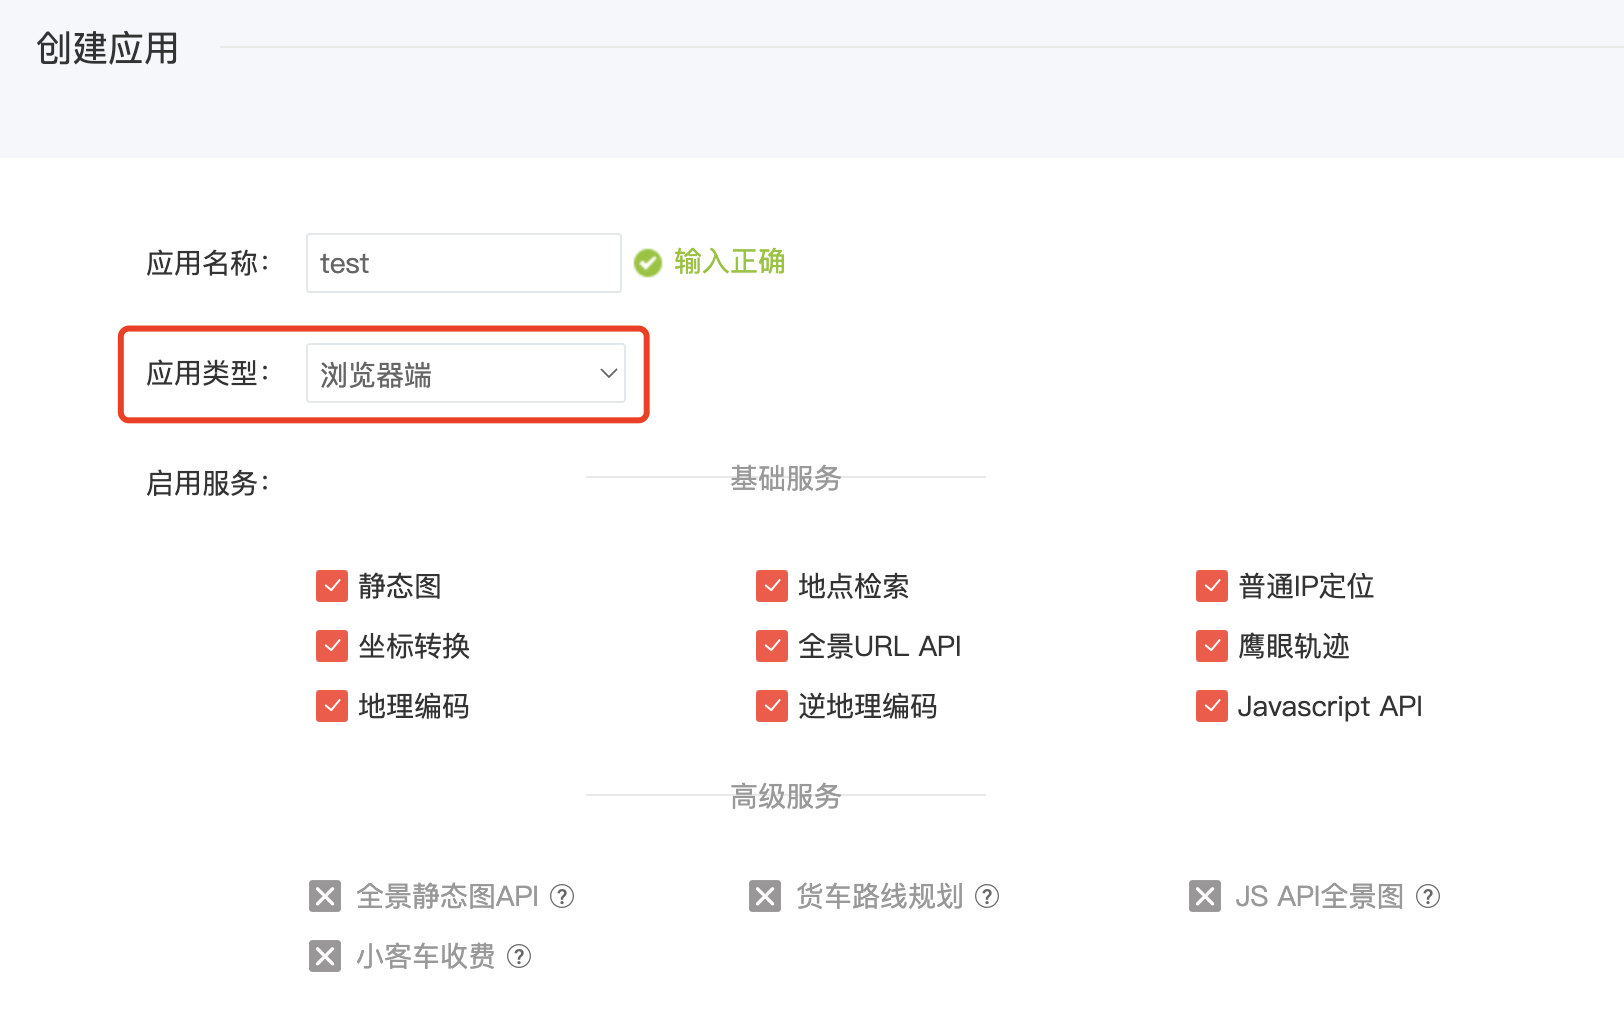 创建应用
应用名称： test 输入正确
应用类型： 浏览器端
启用服务： 基础服务
静态图 地点检索 普通IP定位
坐标转换 全景URL API 鹰眼轨迹
地理编码 逆地理编码 Javascript API
高级服务
全景静态图API ? 货车路线规划 ? JS API全景图 ?
小客车收费 ?